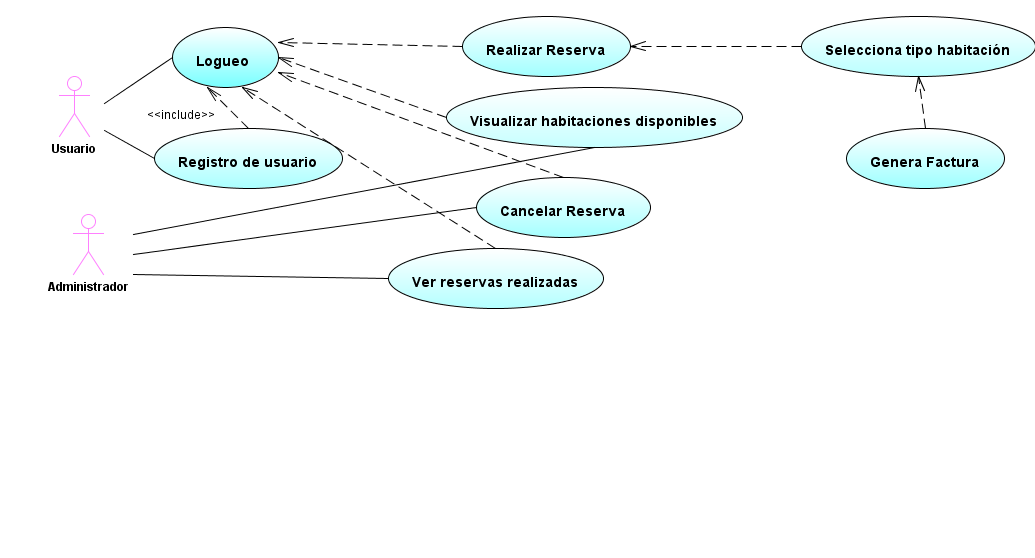 Realizar Reserva
Selecciona tipo habitación
Logueo
<<include>>
Visualizar habitaciones disponibles
Usuario
Registro de usuario
Genera Factura
Cancelar Reserva
Administrador
Ver reservas realizadas